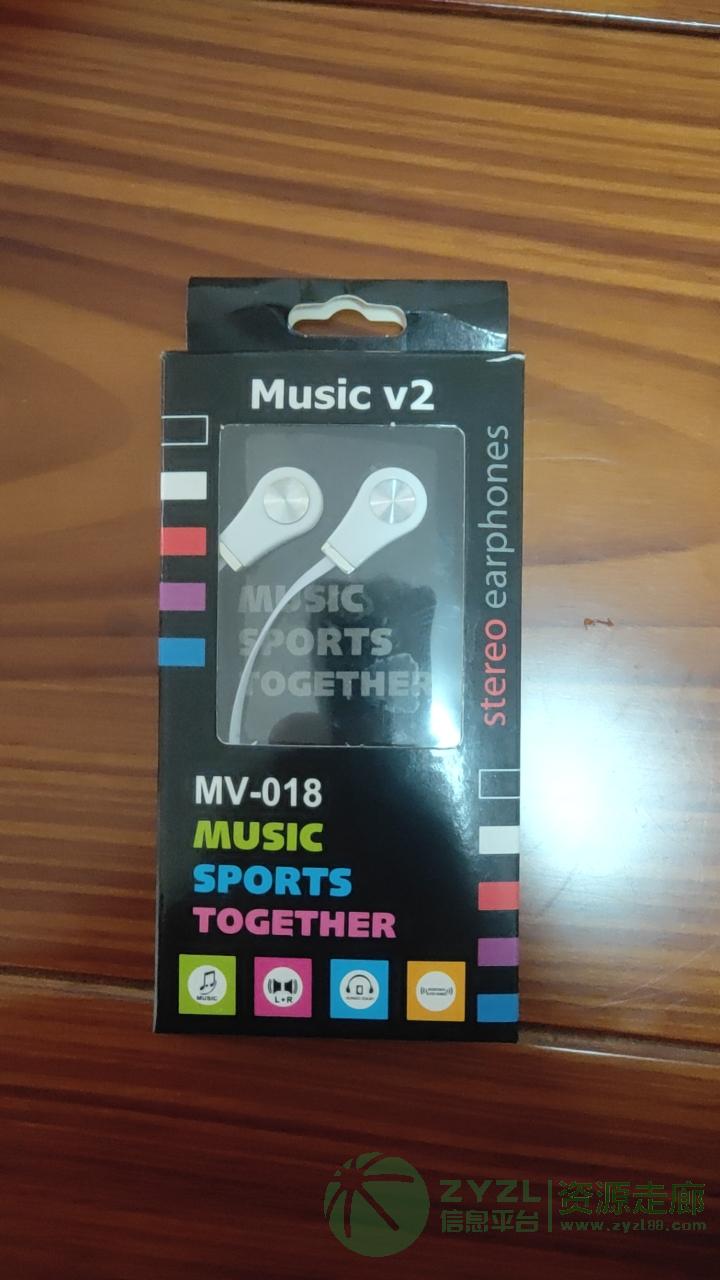 Music v2
stereo earphones
MUSIC
SPORTS
TOGETHER
MV-018
MUSIC
SPORTS
TOGETHER
MUSIC
L+R
ZYZL
信息平台
资源走廊
www.zyzl88.com